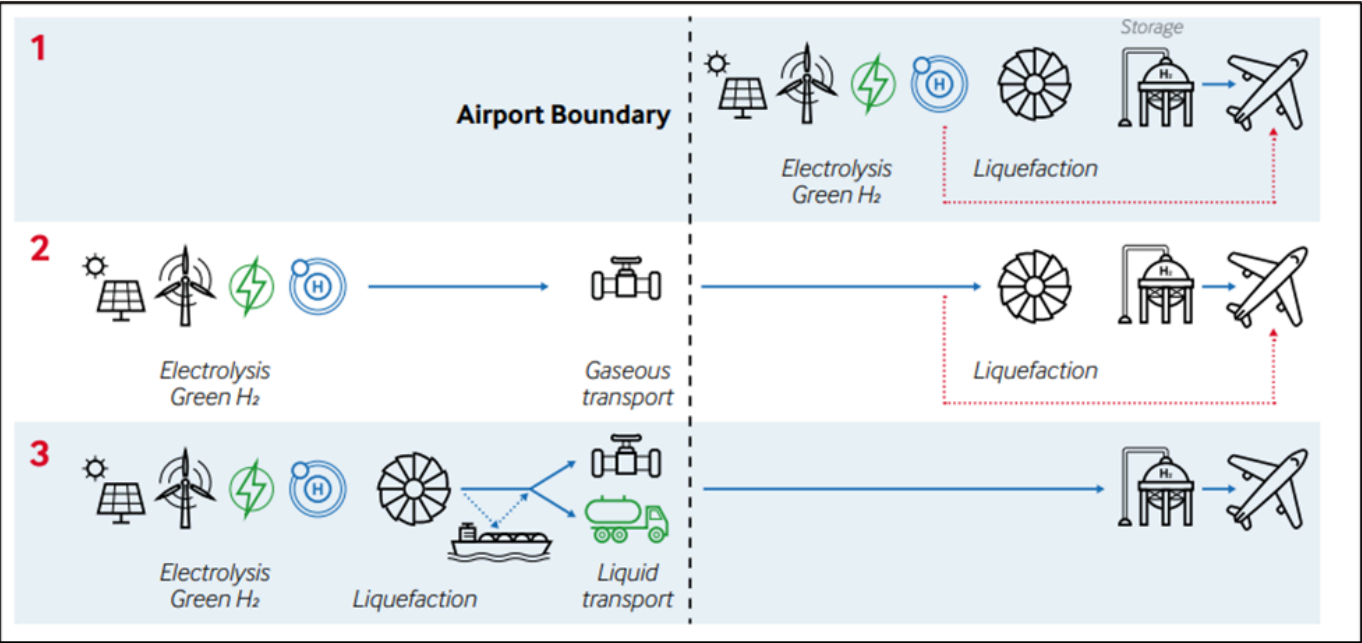 1
Storage
H₂
H
Airport Boundary
Electrolysis
Green H₂
Liquefaction
2
H
H₂
Electrolysis
Green H₂
Gaseous
transport
Liquefaction
3
H
H₂
Electrolysis
Green H₂
Liquefaction
Liquid
transport